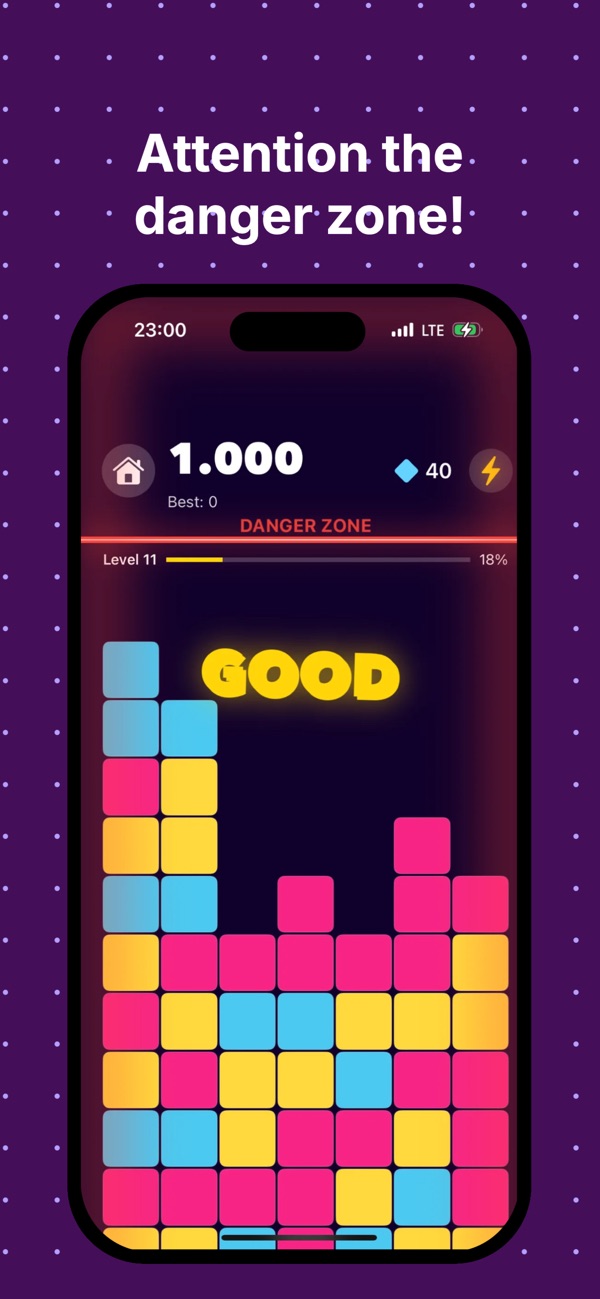 Attention the
danger zone!
23:00
LTE
1.000
40
Best: 0
DANGER ZONE
Level 11
18%
GOOD